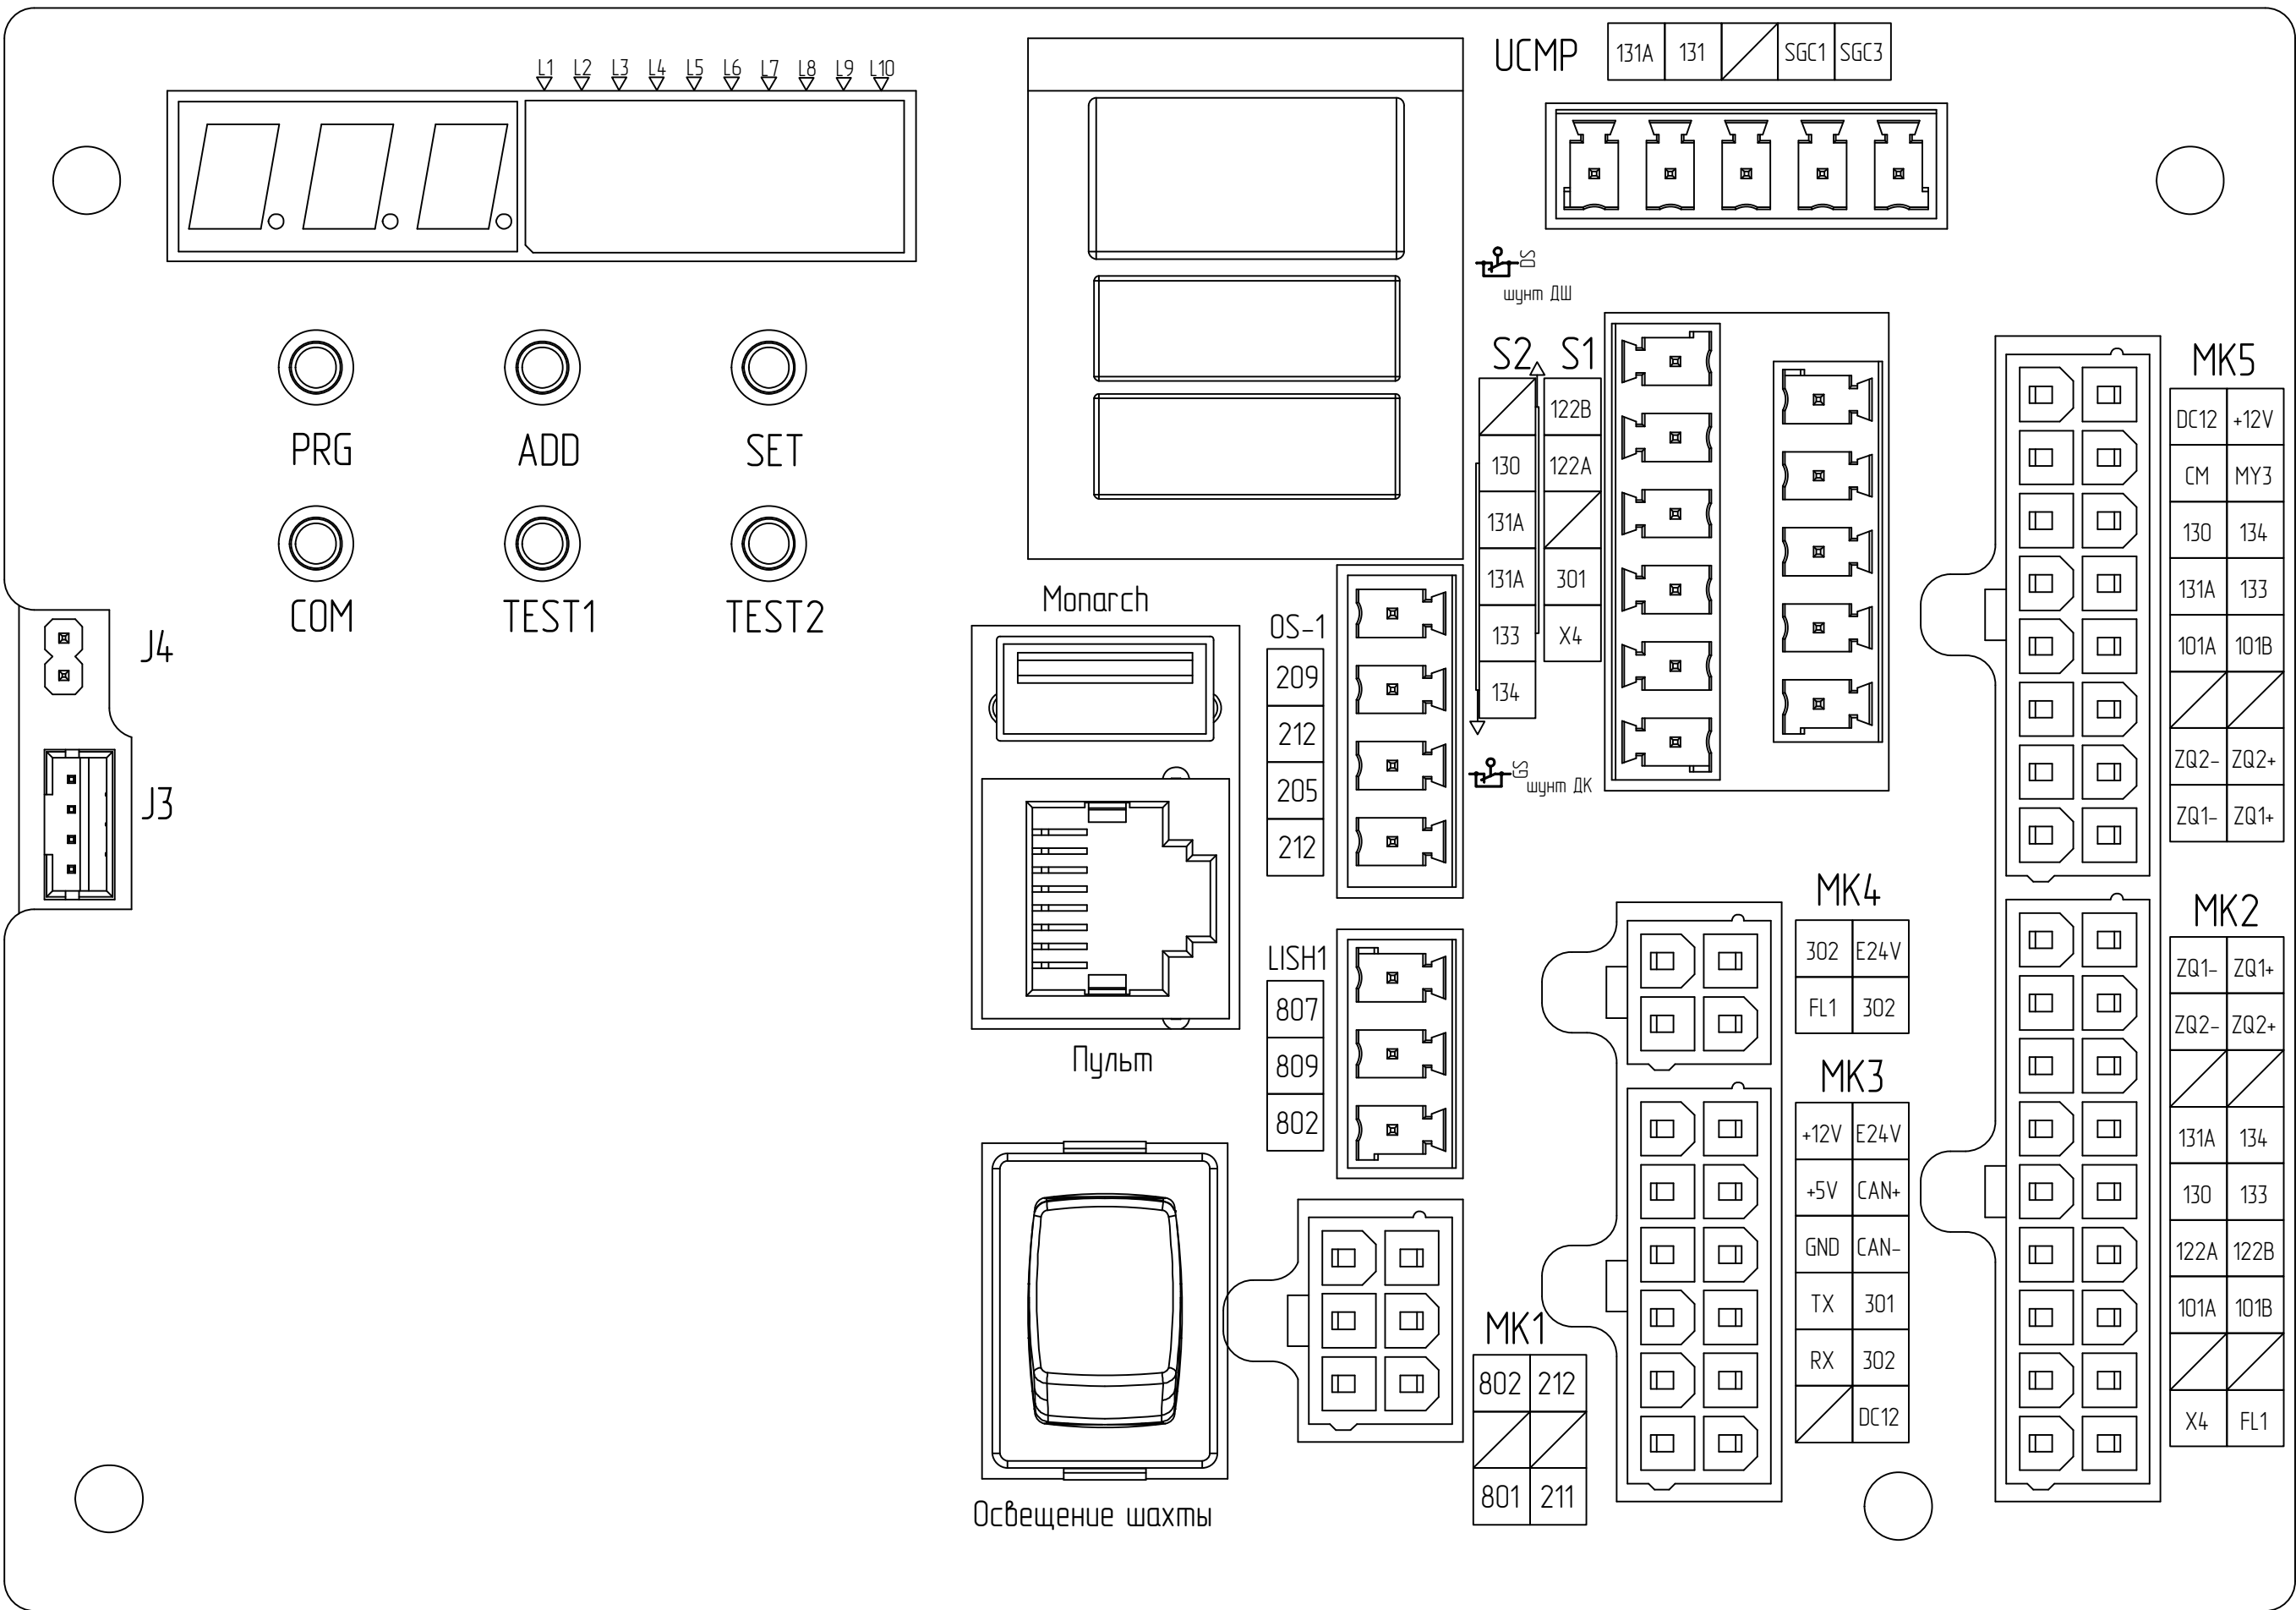 UCMP
131A 131 SGC1 SGC3
L1 L2 L3 L4 L5 L6 L7 L8 L9 L10
DS
шунт ДШ
PRG ADD SET
COM TEST1 TEST2
J4
J3
S2
130
131A
131A
133
134
S1
122B
122A
301
X4
GS
шунт ДК
MK5
DC12 +12V
CM MY3
130 134
131A 133
101A 101B
ZQ2- ZQ2+
ZQ1- ZQ1+
Monarch
Пульт
OS-1
209
212
205
212
LISH1
807
809
802
MK4
302 E24V
FL1 302
MK3
+12V E24V
+5V CAN+
GND CAN-
TX 301
RX 302
DC12
MK2
ZQ1- ZQ1+
ZQ2- ZQ2+
131A 134
130 133
122A 122B
101A 101B
X4 FL1
MK1
802 212
801 211
Освещение шахты